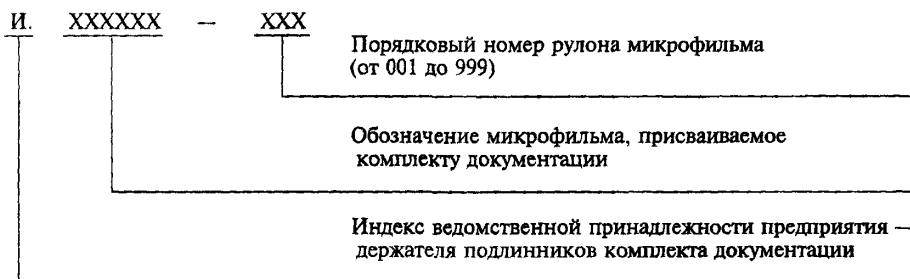 И. XXXXXX – XXX
Порядковый номер рулона микрофильма
(от 001 до 999)
Обозначение микрофильма, присваиваемое
комплекту документации
Индекс ведомственной принадлежности предприятия —
держателя подлинников комплекта документации